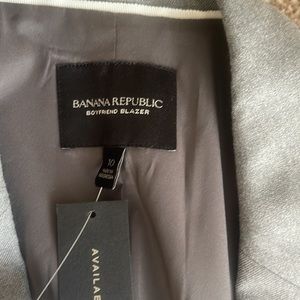 BANANA REPUBLIC
BOYFRIEND BLAZER
10
AVAILAB